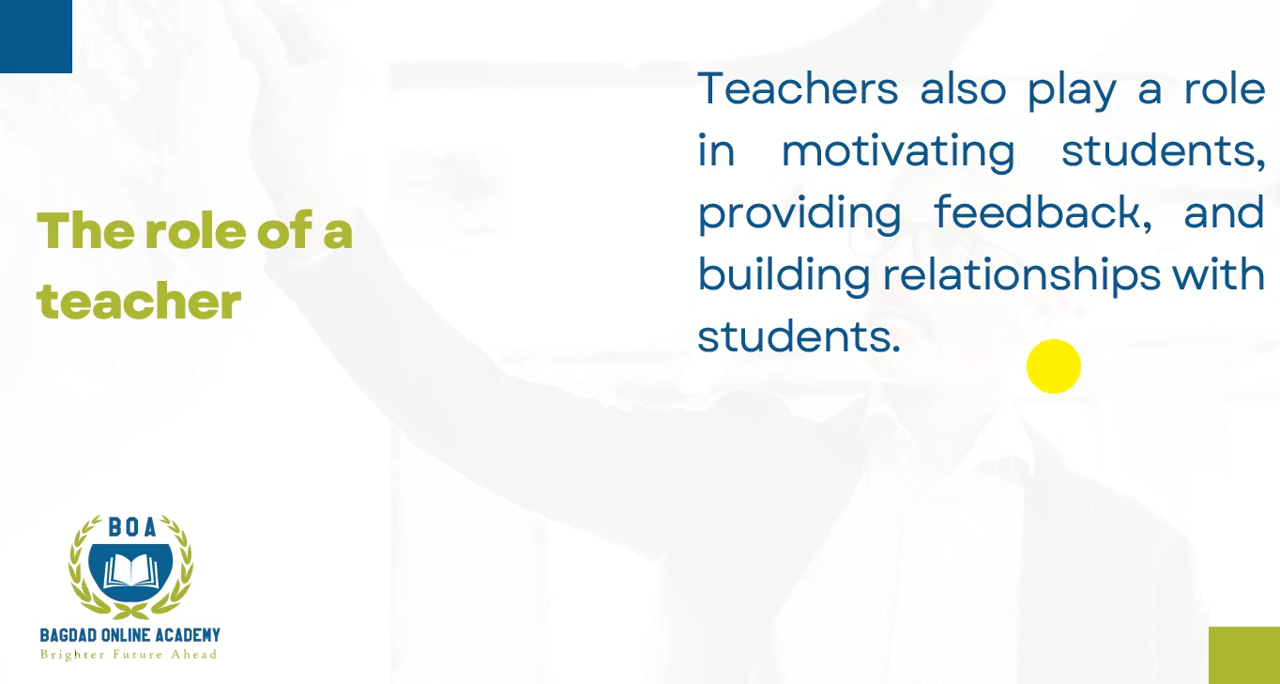 The role of a
teacher
Teachers also play a role
in motivating students,
providing feedback, and
building relationships with
students.
BOA
BAGDAD ONLINE ACADEMY
Brighter Future Ahead